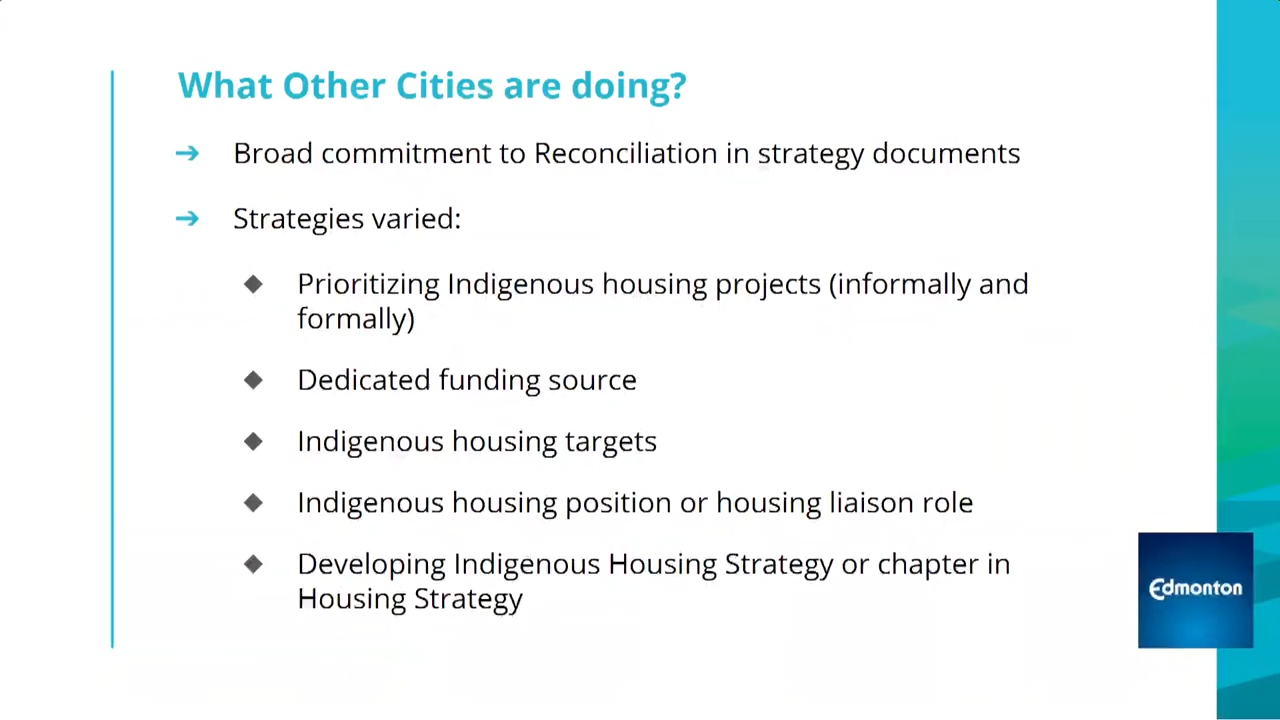 What Other Cities are doing?
➔ Broad commitment to Reconciliation in strategy documents
➔ Strategies varied:
◆ Prioritizing Indigenous housing projects (informally and
formally)
◆ Dedicated funding source
◆ Indigenous housing targets
◆ Indigenous housing position or housing liaison role
◆ Developing Indigenous Housing Strategy or chapter in
Housing Strategy
Edmonton